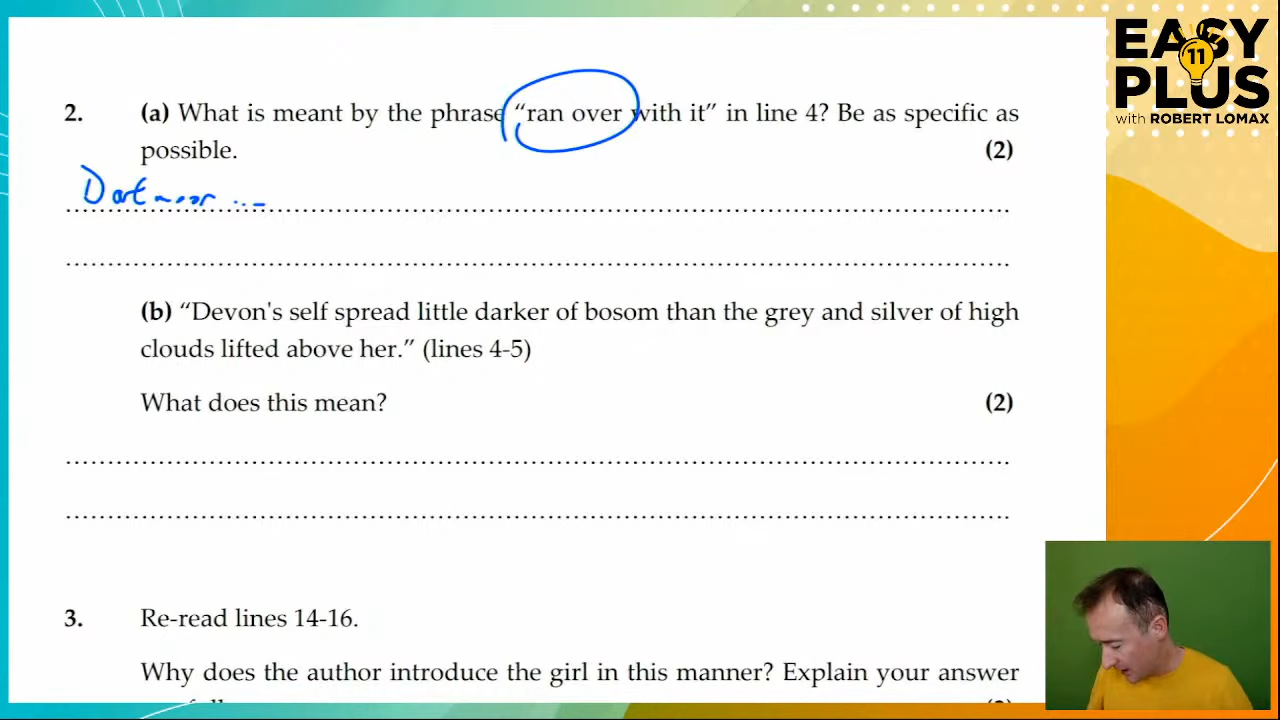 EASY
11
PLUS
with ROBERT LOMAX
2. (a) What is meant by the phrase “ran over with it” in line 4? Be as specific as
possible. (2)
Dartmoor ...
(b) “Devon's self spread little darker of bosom than the grey and silver of high
clouds lifted above her.” (lines 4-5)
What does this mean? (2)
3. Re-read lines 14-16.
Why does the author introduce the girl in this manner? Explain your answer